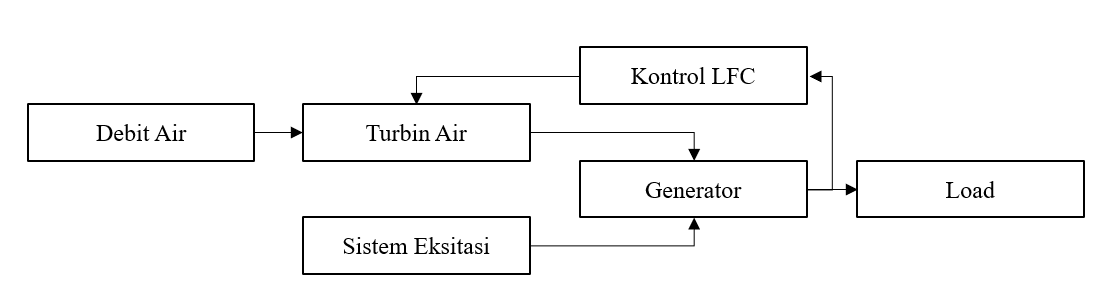 Kontrol LFC
Debit Air
Turbin Air
Generator
Load
Sistem Eksitasi